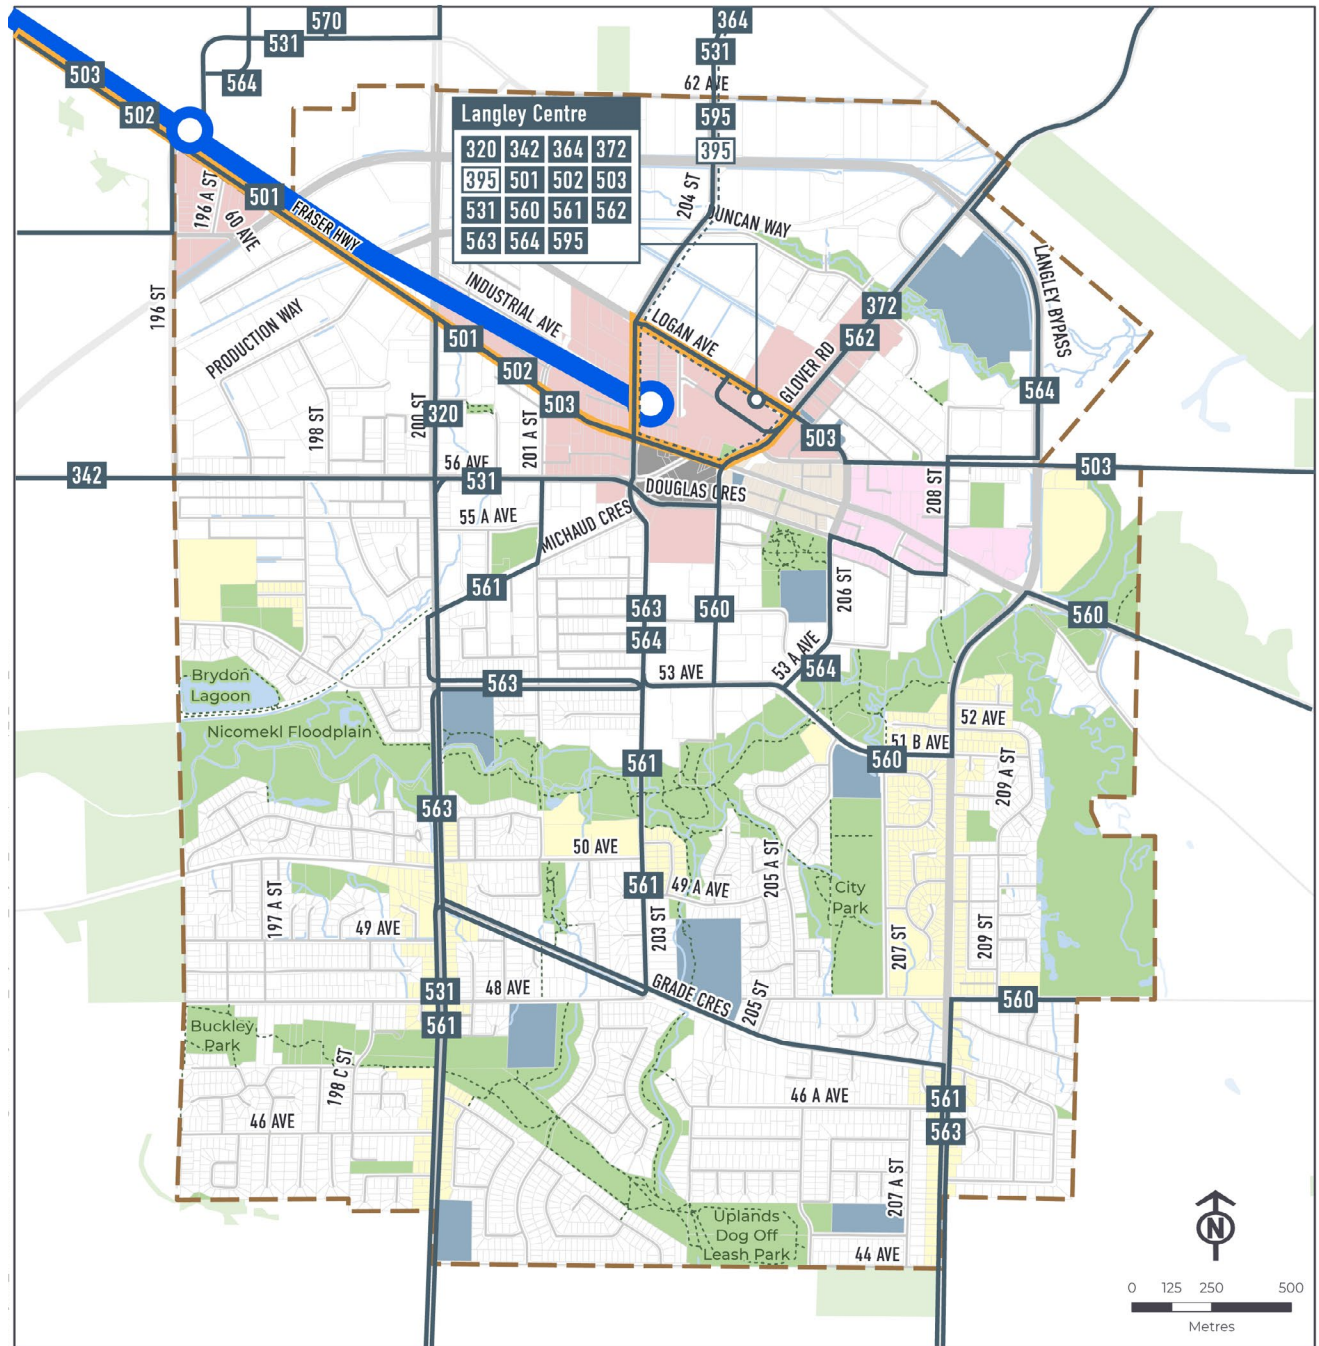 570
364
531
531
503
564
62 AVE
502
Langley Centre
595
320 342 364 372
395 501 502 503
531 560 561 562
563 564 595
395
196 A ST
501
204 ST
60 AVE
FRASER HWY
DUNCAN WAY
LANGLEY BYPASS
196 ST
INDUSTRIAL AVE
372
PRODUCTION WAY
LOGAN AVE
562
501
GLOVER RD
502
564
503
320
200 ST
198 ST
201 A ST
503
56 AVE
503
342
531
DOUGLAS CRES
208 ST
55 A AVE
MICHAUD CRES
561
206 ST
563
560
560
564
53 AVE
53 A AVE
564
Brydon
Lagoon
563
52 AVE
Nicomekl Floodplain
51 B AVE
560
561
209 A ST
563
50 AVE
205 A ST
561
49 A AVE
City
Park
197 A ST
49 AVE
203 ST
207 ST
209 ST
531
48 AVE
GRADE CRES
205 ST
560
561
Buckley
Park
198 C ST
46 A AVE
561
46 AVE
563
207 A ST
Uplands
Dog Off
Leash Park
44 AVE
N
0 125 250 500
Metres